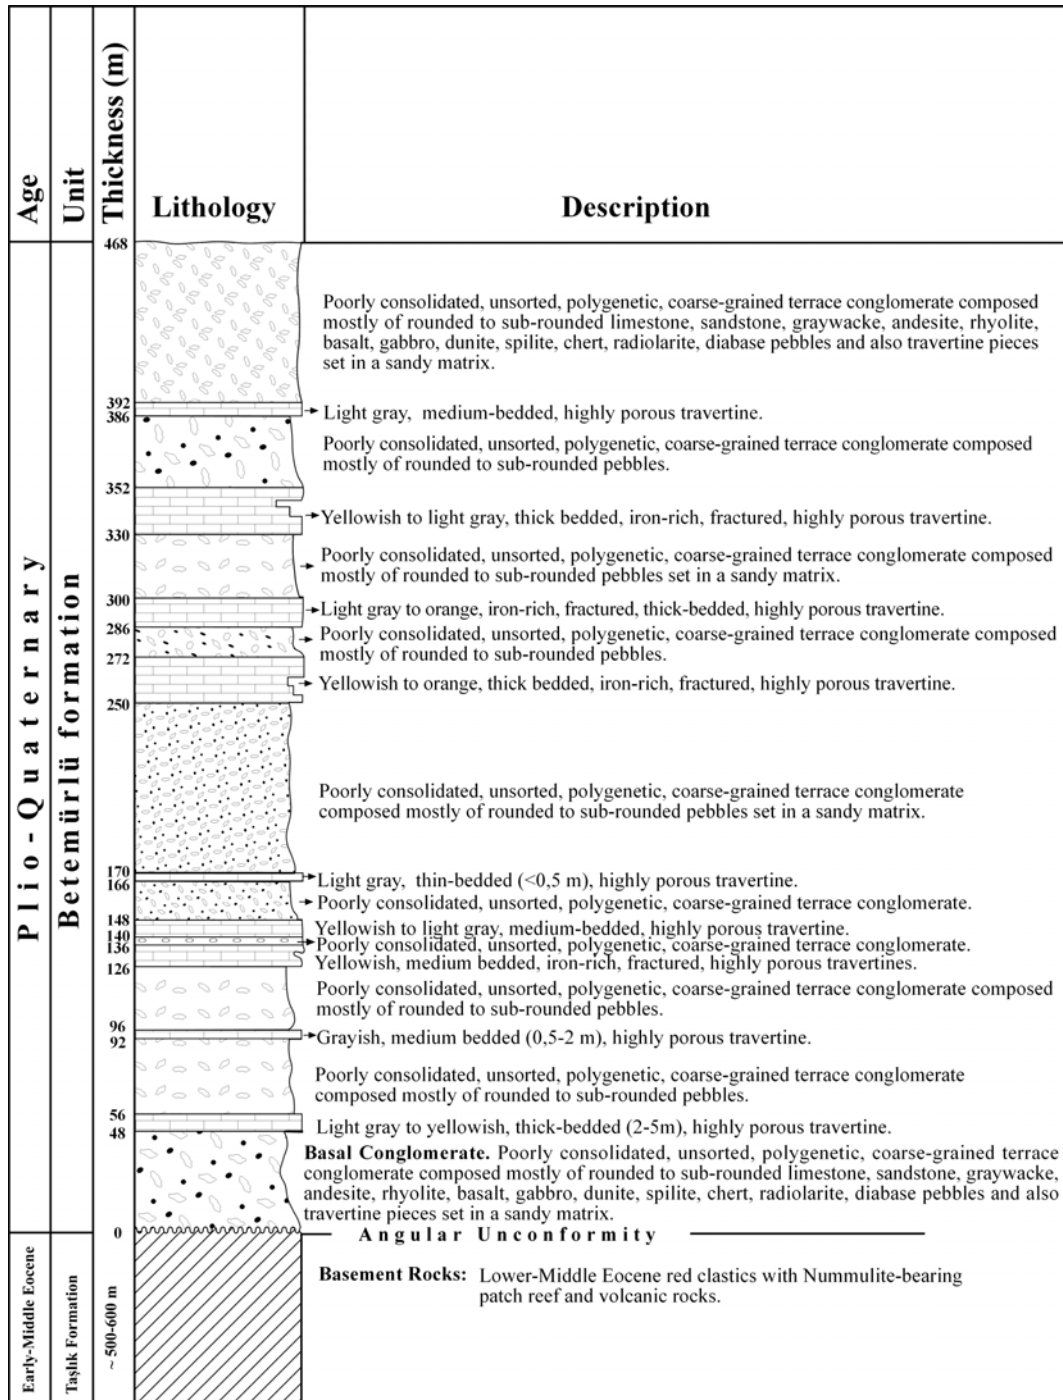 Age
Unit
Thickness (m)
Lithology
Description
Plio-Quaternary
Betemürlü formation
468
Poorly consolidated, unsorted, polygenetic, coarse-grained terrace conglomerate composed
mostly of rounded to sub-rounded limestone, sandstone, graywacke, andesite, rhyolite,
basalt, gabbro, dunite, spilite, chert, radiolarite, diabase pebbles and also travertine pieces
set in a sandy matrix.
392
Light gray, medium-bedded, highly porous travertine.
386
Poorly consolidated, unsorted, polygenetic, coarse-grained terrace conglomerate composed
mostly of rounded to sub-rounded pebbles.
352
Yellowish to light gray, thick bedded, iron-rich, fractured, highly porous travertine.
330
Poorly consolidated, unsorted, polygenetic, coarse-grained terrace conglomerate composed
mostly of rounded to sub-rounded pebbles set in a sandy matrix.
300
Light gray to orange, iron-rich, fractured, thick-bedded, highly porous travertine.
286
Poorly consolidated, unsorted, polygenetic, coarse-grained terrace conglomerate composed
mostly of rounded to sub-rounded pebbles.
272
Yellowish to orange, thick bedded, iron-rich, fractured, highly porous travertine.
250
Poorly consolidated, unsorted, polygenetic, coarse-grained terrace conglomerate
composed mostly of rounded to sub-rounded pebbles set in a sandy matrix.
170
Light gray, thin-bedded (<0,5 m), highly porous travertine.
166
Poorly consolidated, unsorted, polygenetic, coarse-grained terrace conglomerate.
148
Yellowish to light gray, medium-bedded, highly porous travertine.
140
Poorly consolidated, unsorted, polygenetic, coarse-grained terrace conglomerate.
136
Yellowish, medium bedded, iron-rich, fractured, highly porous travertines.
126
Poorly consolidated, unsorted, polygenetic, coarse-grained terrace conglomerate composed
mostly of rounded to sub-rounded pebbles.
96
Grayish, medium bedded (0,5-2 m), highly porous travertine.
92
Poorly consolidated, unsorted, polygenetic, coarse-grained terrace conglomerate
composed mostly of rounded to sub-rounded pebbles.
56
Light gray to yellowish, thick-bedded (2-5m), highly porous travertine.
48
Basal Conglomerate. Poorly consolidated, unsorted, polygenetic, coarse-grained terrace
conglomerate composed mostly of rounded to sub-rounded limestone, sandstone, graywacke,
andesite, rhyolite, basalt, gabbro, dunite, spilite, chert, radiolarite, diabase pebbles and also
travertine pieces set in a sandy matrix.
0
Angular Unconformity
Early-Middle Eocene
Taşlık Formation
~ 500-600 m
Basement Rocks: Lower-Middle Eocene red clastics with Nummulite-bearing
patch reef and volcanic rocks.